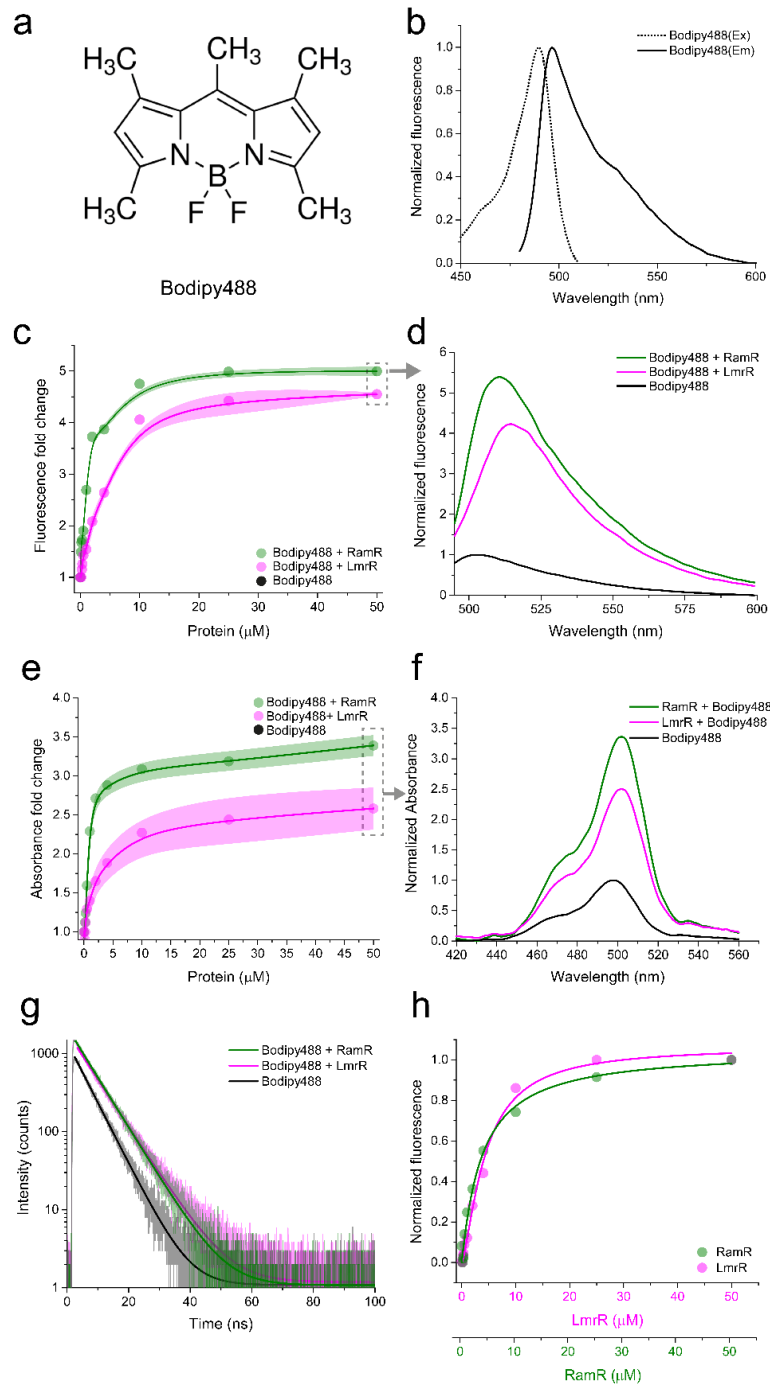 a
H₃C
CH₃
CH₃
N
N
B
H₃C
F
F
CH₃
Bodipy488
b
Bodipy488(Ex)
Bodipy488(Em)
Normalized fluorescence
1.0
0.8
0.6
0.4
0.2
0.0
450
500
550
600
Wavelength (nm)
c
Fluorescence fold change
5
4
3
2
1
Bodipy488 + RamR
Bodipy488 + LmrR
Bodipy488
0
10
20
30
40
50
Protein (μM)
d
Bodipy488 + RamR
Bodipy488 + LmrR
Bodipy488
Normalized fluorescence
6
5
4
3
2
1
0
500
525
550
575
600
Wavelength (nm)
e
Bodipy488 + RamR
Bodipy488+ LmrR
Bodipy488
Absorbance fold change
4.0
3.5
3.0
2.5
2.0
1.5
1.0
0
5
10
15
20
25
30
35
40
45
50
Protein (μM)
f
RamR + Bodipy488
LmrR + Bodipy488
Bodipy488
Normalized Absorbance
4.0
3.5
3.0
2.5
2.0
1.5
1.0
0.5
0.0
420
440
460
480
500
520
540
560
Wavelength (nm)
g
Bodipy488 + RamR
Bodipy488 + LmrR
Bodipy488
Intensity (counts)
1000
100
10
1
0
20
40
60
80
100
Time (ns)
h
Normalized fluorescence
1.0
0.8
0.6
0.4
0.2
0.0
RamR
LmrR
0
10
20
30
40
50
LmrR (μM)
0
10
20
30
40
50
RamR (μM)